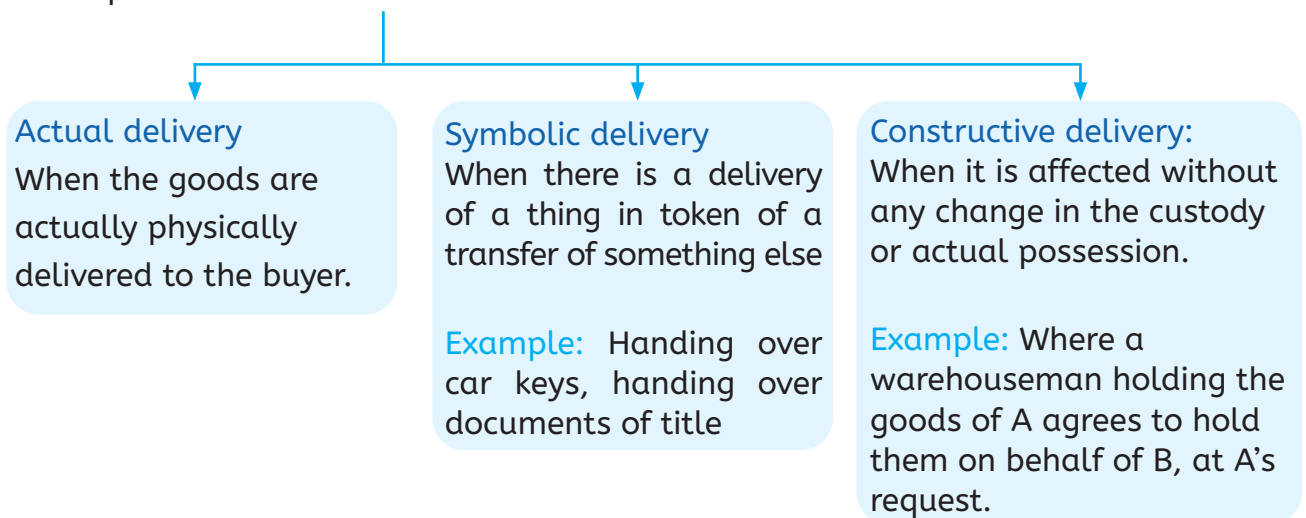 Actual delivery
When the goods are
actually physically
delivered to the buyer.
Symbolic delivery
When there is a delivery
of a thing in token of a
transfer of something else
Example: Handing over
car keys, handing over
documents of title
Constructive delivery:
When it is affected without
any change in the custody
or actual possession.
Example: Where a
warehouseman holding the
goods of A agrees to hold
them on behalf of B, at A’s
request.